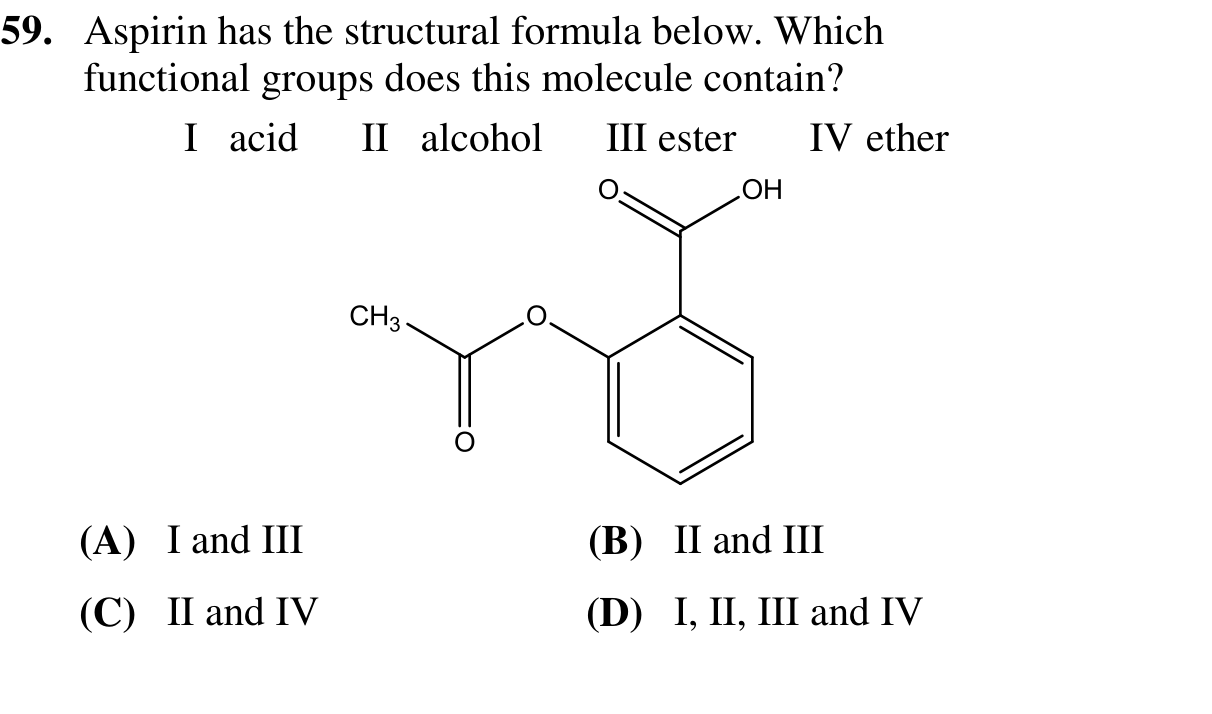 59. Aspirin has the structural formula below. Which
functional groups does this molecule contain?
I acid II alcohol III ester IV ether
O OH
CH3 O
O
(A) I and III (B) II and III
(C) II and IV (D) I, II, III and IV